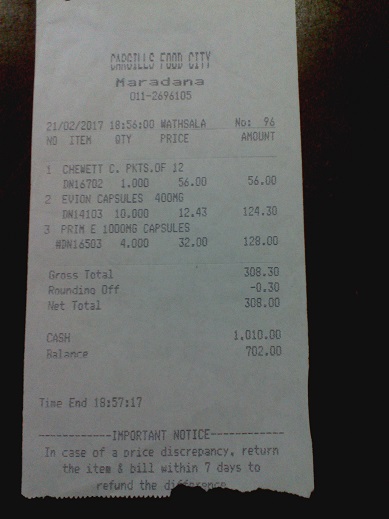 CARGILLS FOOD CITY
Maradana
011-2696105
21/02/2017 18:56:00 WATHSALA No: 96
NO ITEM QTY PRICE AMOUNT
1 CHEWETT C. PKTS.OF 12
DN16702 1.000 56.00 56.00
2 EVION CAPSULES 400MG
DN14103 10.000 12.43 124.30
3 PRIM E 1000MG CAPSULES
#DN16503 4.000 32.00 128.00
Gross Total 308.30
Rounding Off -0.30
Net Total 308.00
CASH 1,010.00
Balance 702.00
Time End 18:57:17
------------IMPORTANT NOTICE------------
In case of a price discrepancy, return
the item & bill within 7 days to
refund the difference